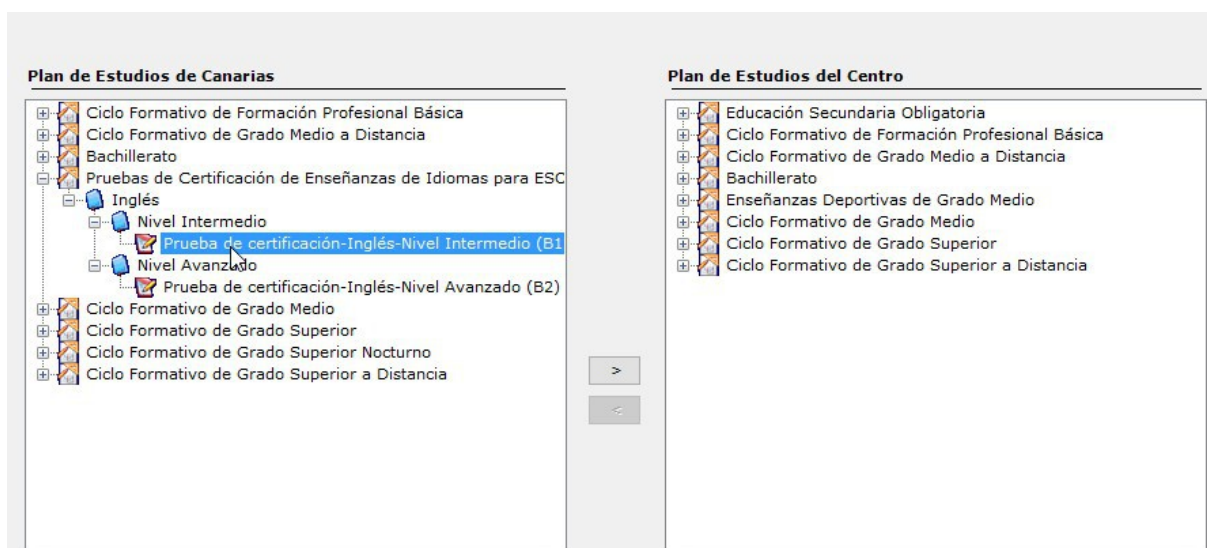 Plan de Estudios de Canarias
Ciclo Formativo de Formación Profesional Básica
Ciclo Formativo de Grado Medio a Distancia
Bachillerato
Pruebas de Certificación de Enseñanzas de Idiomas para ESC
Inglés
Nivel Intermedio
Prueba de certificación-Inglés-Nivel Intermedio (B1
Nivel Avanzado
Prueba de certificación-Inglés-Nivel Avanzado (B2)
Ciclo Formativo de Grado Medio
Ciclo Formativo de Grado Superior
Ciclo Formativo de Grado Superior Nocturno
Ciclo Formativo de Grado Superior a Distancia
>
<
Plan de Estudios del Centro
Educación Secundaria Obligatoria
Ciclo Formativo de Formación Profesional Básica
Ciclo Formativo de Grado Medio a Distancia
Bachillerato
Enseñanzas Deportivas de Grado Medio
Ciclo Formativo de Grado Medio
Ciclo Formativo de Grado Superior
Ciclo Formativo de Grado Superior a Distancia